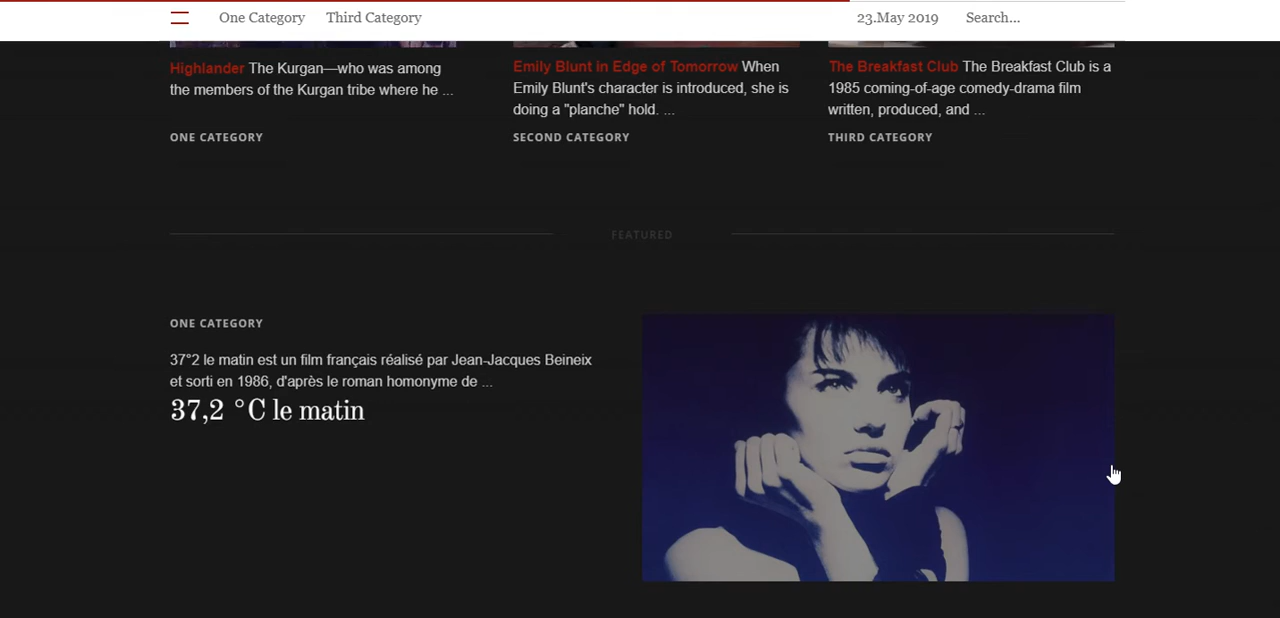 One Category Third Category 23.May 2019 Search...
Highlander The Kurgan—who was among
the members of the Kurgan tribe where he ...
ONE CATEGORY
Emily Blunt in Edge of Tomorrow When
Emily Blunt's character is introduced, she is
doing a "planche" hold. ...
SECOND CATEGORY
The Breakfast Club The Breakfast Club is a
1985 coming-of-age comedy-drama film
written, produced, and ...
THIRD CATEGORY
FEATURED
ONE CATEGORY
37°2 le matin est un film français réalisé par Jean-Jacques Beineix
et sorti en 1986, d'après le roman homonyme de ...
37,2 °C le matin